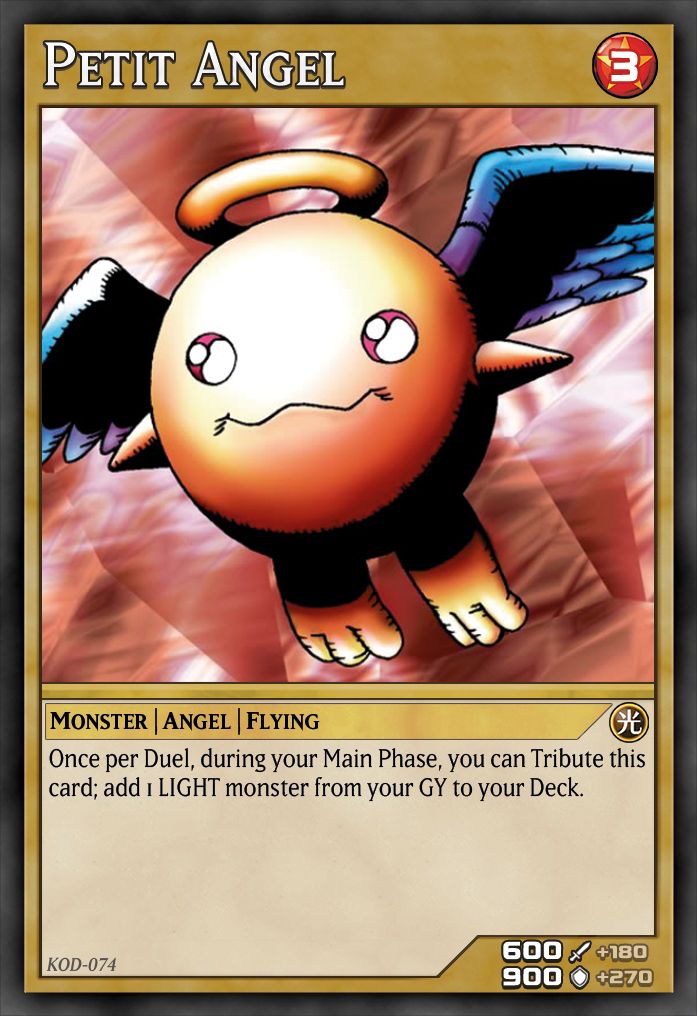 Petit Angel
3
Monster | Angel | Flying
光
Once per Duel, during your Main Phase, you can Tribute this
card; add 1 LIGHT monster from your GY to your Deck.
600 +180
KOD-074
900 +270